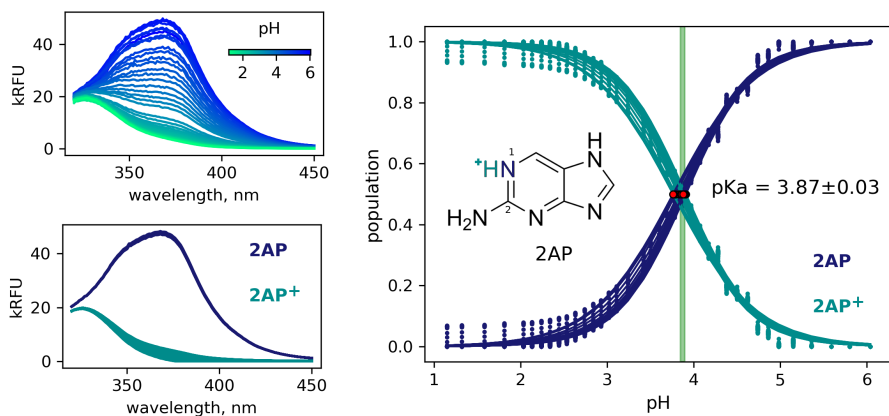 kRFU
40
20
0
pH
2
4
6
350
400
450
wavelength, nm
kRFU
40
20
0
2AP
2AP⁺
350
400
450
wavelength, nm
population
1.0
0.8
0.6
0.4
0.2
0.0
H
N
⁺HN
1
2
H₂N
N
N
2AP
pKa = 3.87±0.03
2AP
2AP⁺
1
2
3
4
5
6
pH